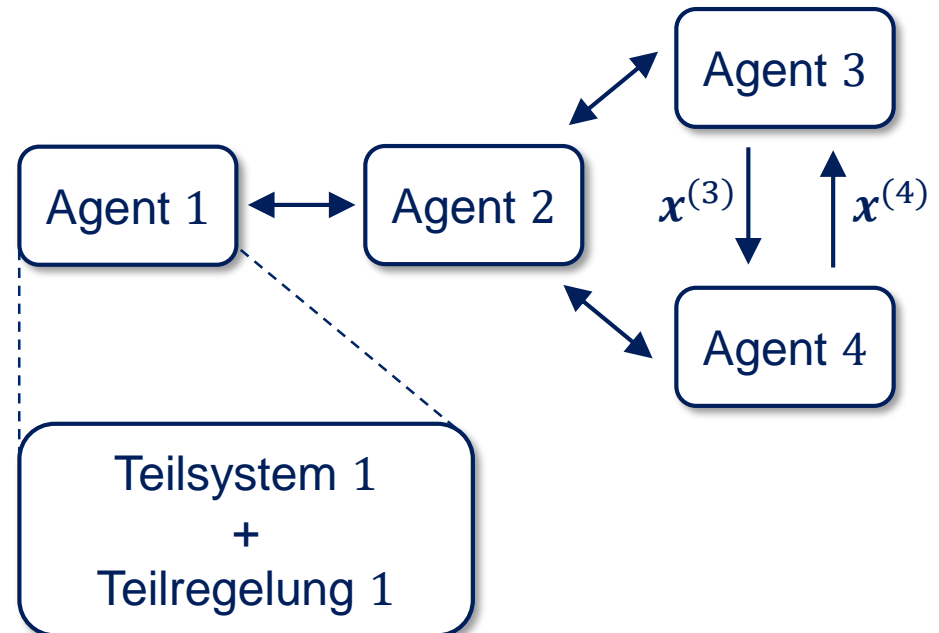 Agent 1
Agent 2
Agent 3
x^(3)
x^(4)
Agent 4
Teilsystem 1
+
Teilregelung 1